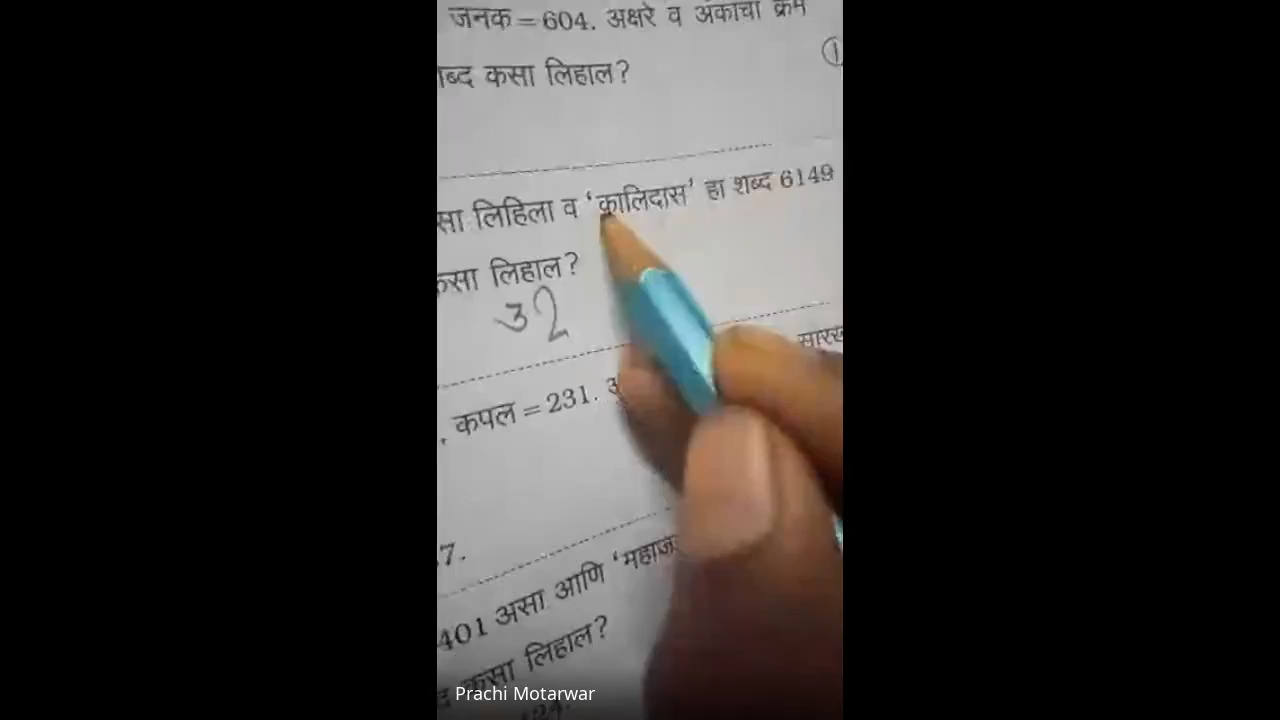 जनक = 604. अक्षरे व अंकांचा क्रम
कसा लिहाल?
सा लिहिला व 'कालिदास' हा शब्द 6149
कसा लिहाल?
32
कपल = 231.
7.
401 असा आणि
कसा लिहाल?
Prachi Motarwar